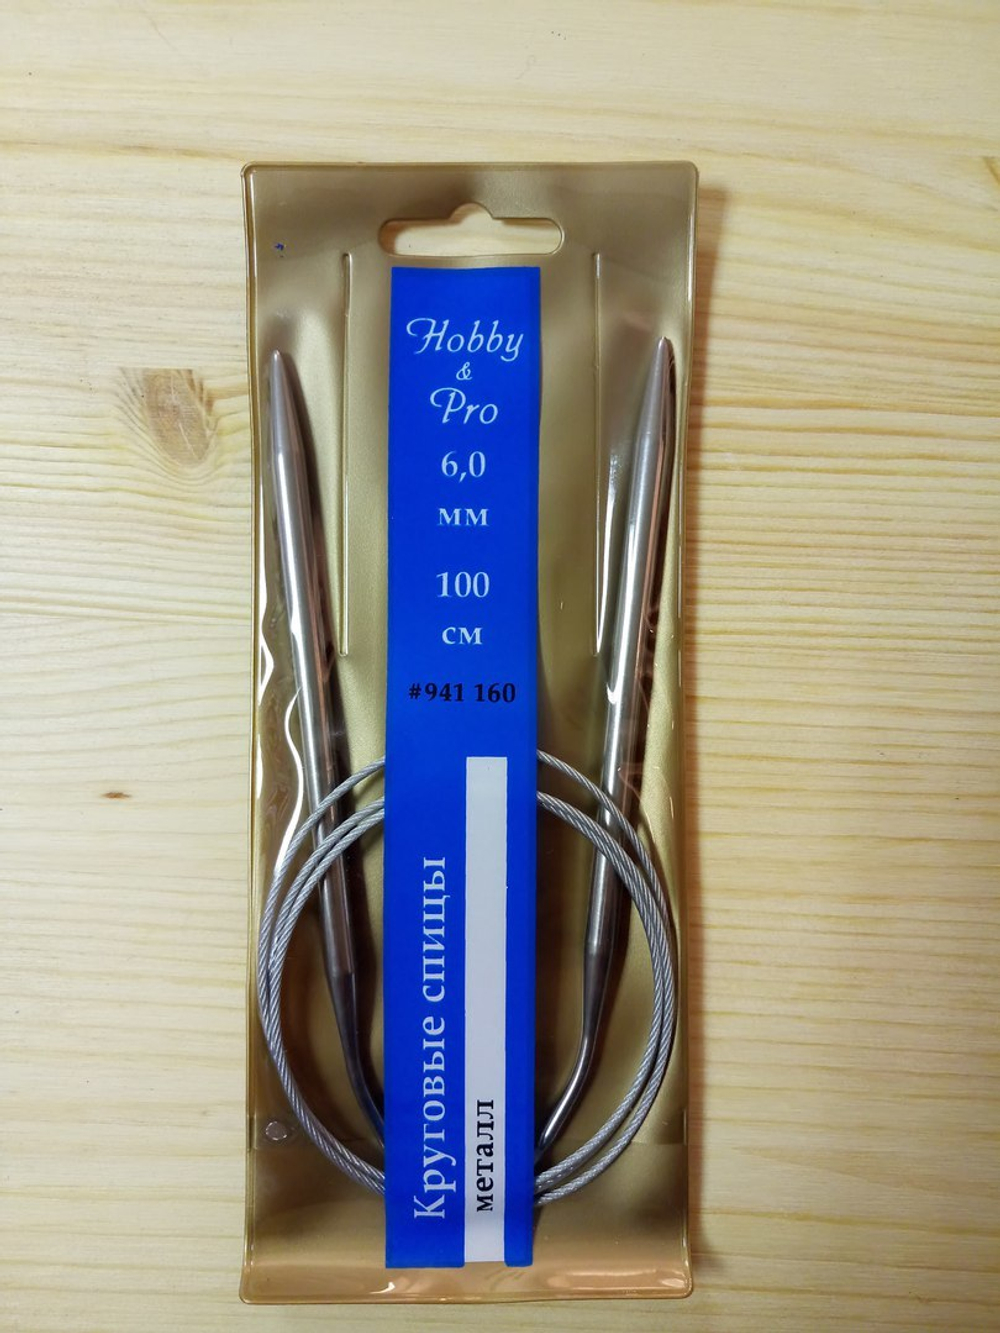 Hobby
&
Pro
6,0
мм
100
см
#941 160
Круговые спицы
металл